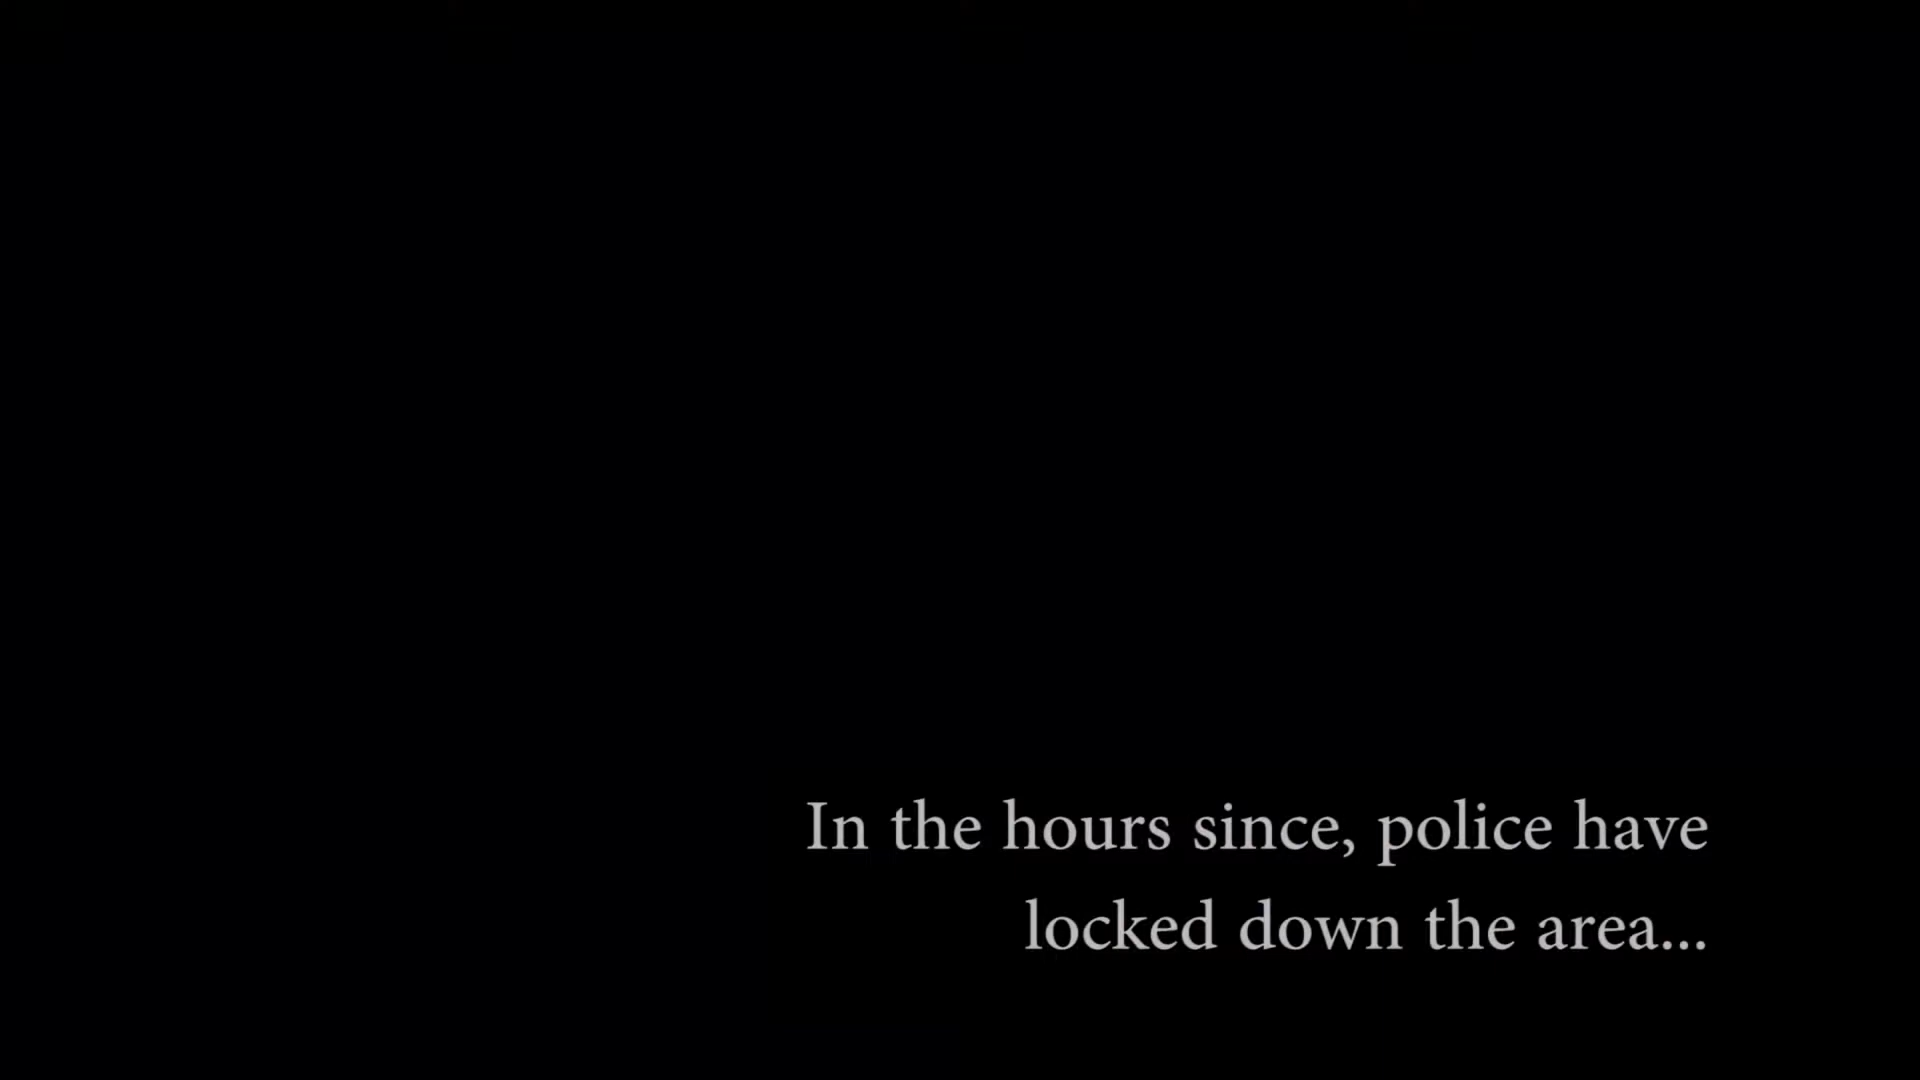 In the hours since, police have
locked down the area...